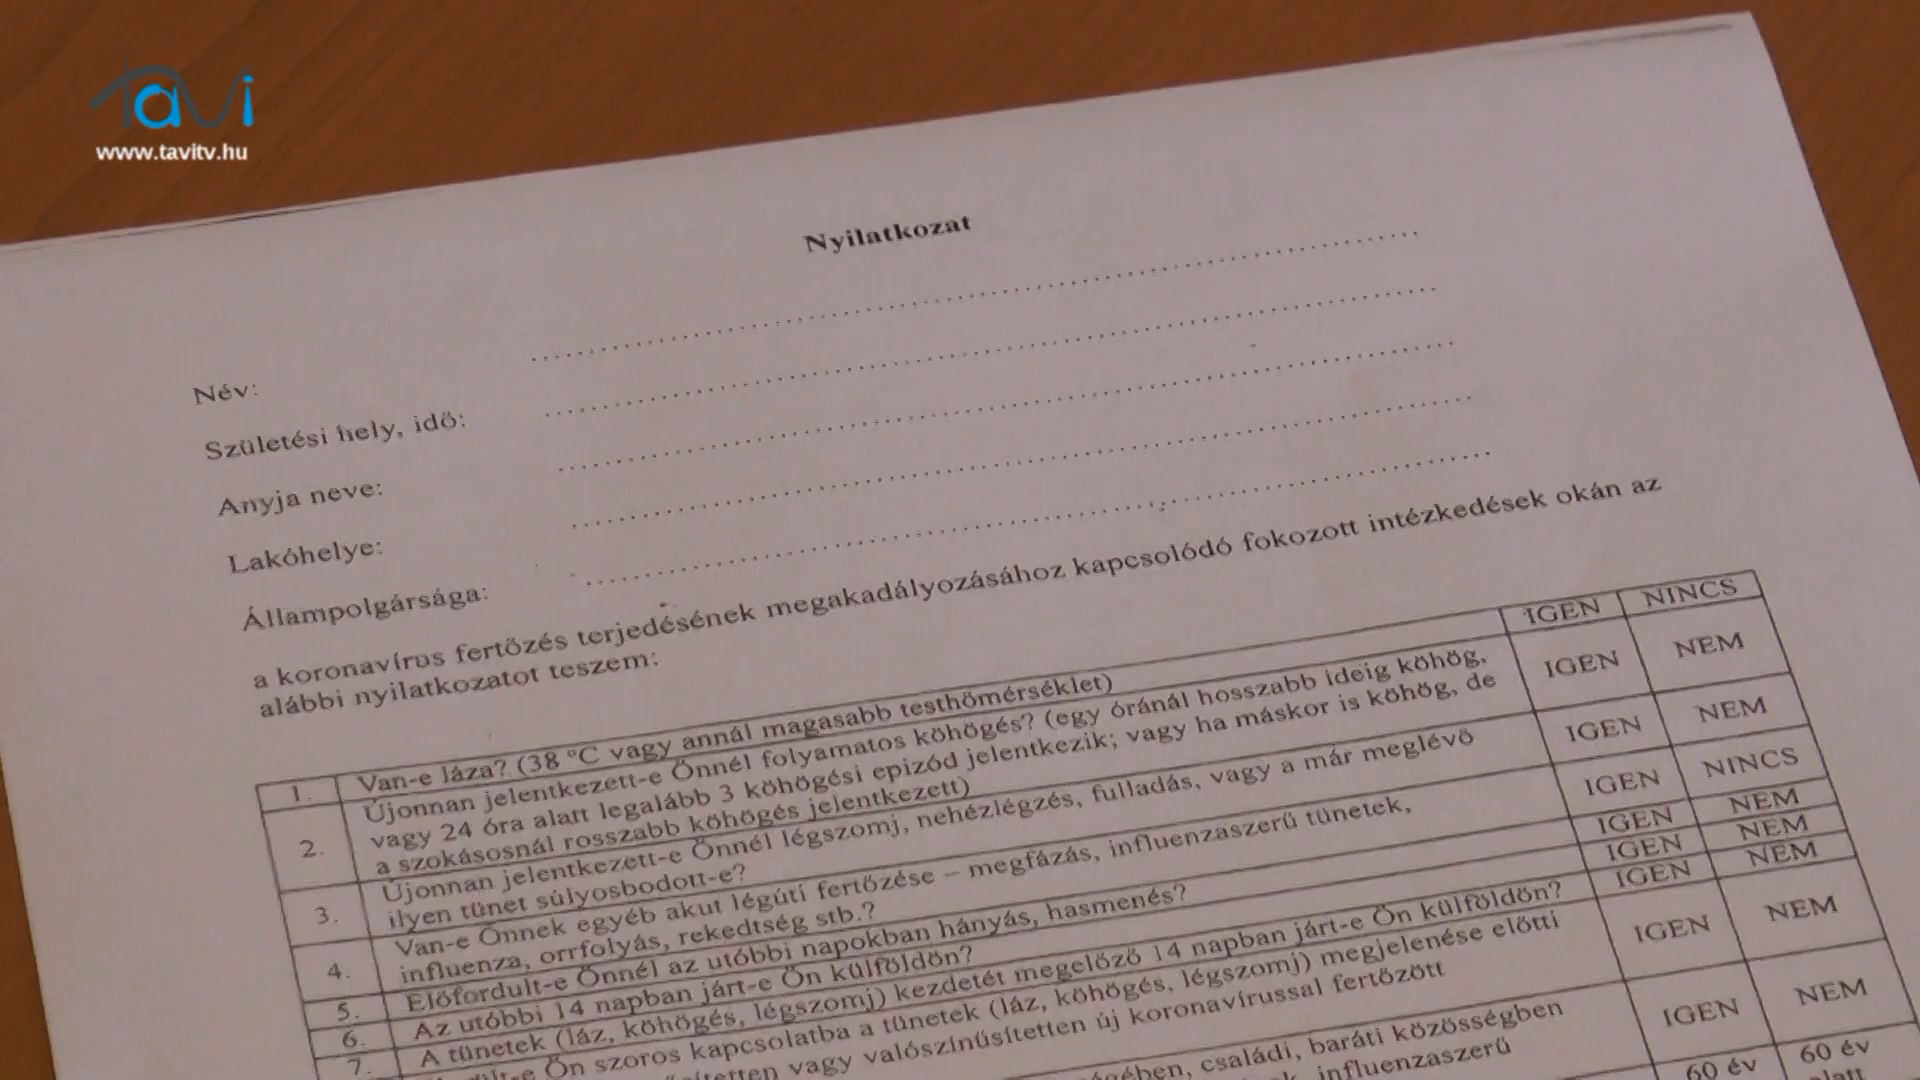 TaVi
www.tavitv.hu
Nyilatkozat
Név:
Születési hely, idő:
Anyja neve:
Lakóhelye:
Állampolgársága:
a koronavírus fertőzés terjedésének megakadályozásához kapcsolódó fokozott intézkedések okán az
alábbi nyilatkozatot teszem:
1. Van-e láza? (38 °C vagy annál magasabb testhőmérséklet) IGEN NINCS
2. Újonnan jelentkezett-e Önnél folyamatos köhögés? (egy óránál hosszabb ideig köhög,
vagy 24 óra alatt legalább 3 köhögési epizód jelentkezik; vagy ha máskor is köhög, de
a szokásosnál rosszabb köhögés jelentkezett) IGEN NEM
3. Újonnan jelentkezett-e Önnél légszomj, nehézlégzés, fulladás, vagy a már meglévő
ilyen tünet súlyosbodott-e? IGEN NEM
4. Van-e Önnek egyéb akut légúti fertőzése – megfázás, influenzaszerű tünetek,
influenza, orrfolyás, rekedtség stb.? IGEN NINCS
5. Előfordult-e Önnél az utóbbi napokban hányás, hasmenés? IGEN NEM
6. Az utóbbi 14 napban járt-e Ön külföldön? IGEN NEM
7. A tünetek (láz, köhögés, légszomj) kezdetét megelőző 14 napban járt-e Ön külföldön? IGEN NEM
Ön szoros kapcsolatba a tünetek (láz, köhögés, légszomj) megjelenése előtti
vagy valószínűsítetten új koronavírussal fertőzött IGEN NEM
családi, baráti közösségben
influenzaszerű IGEN NEM
60 év 60 év
alatt